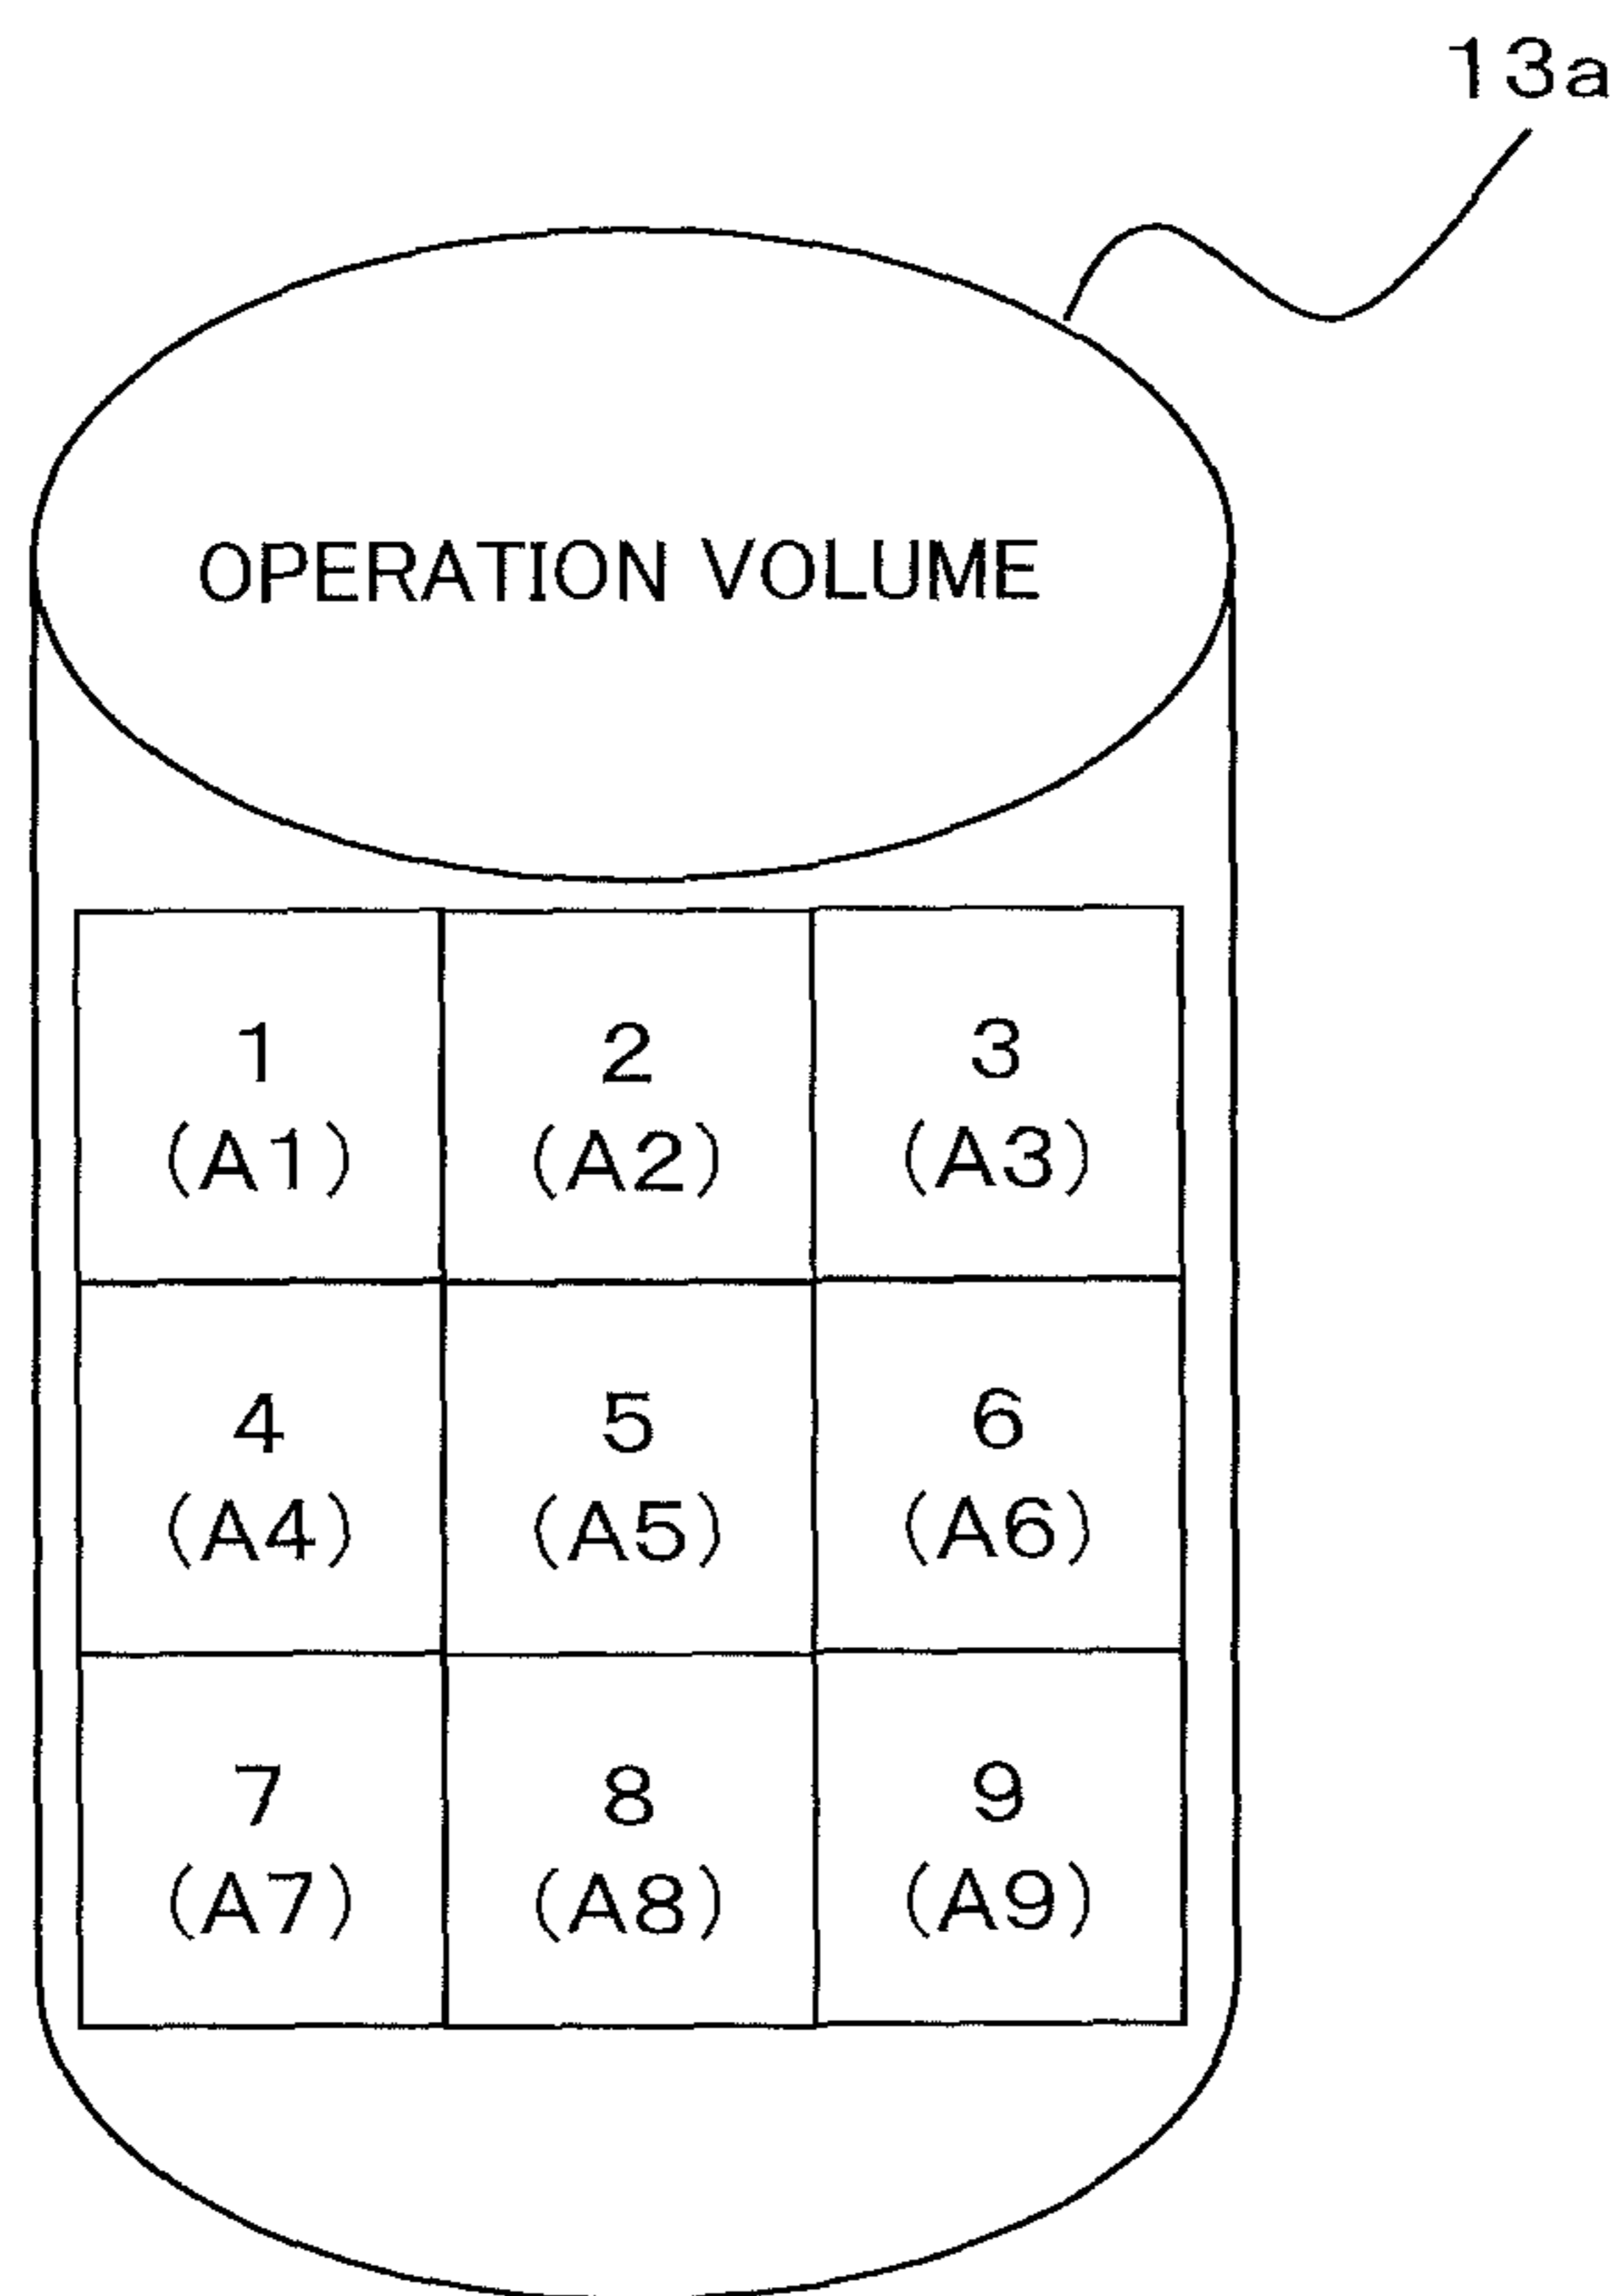 13a
OPERATION VOLUME
1 2 3
(A1) (A2) (A3)
4 5 6
(A4) (A5) (A6)
7 8 9
(A7) (A8) (A9)